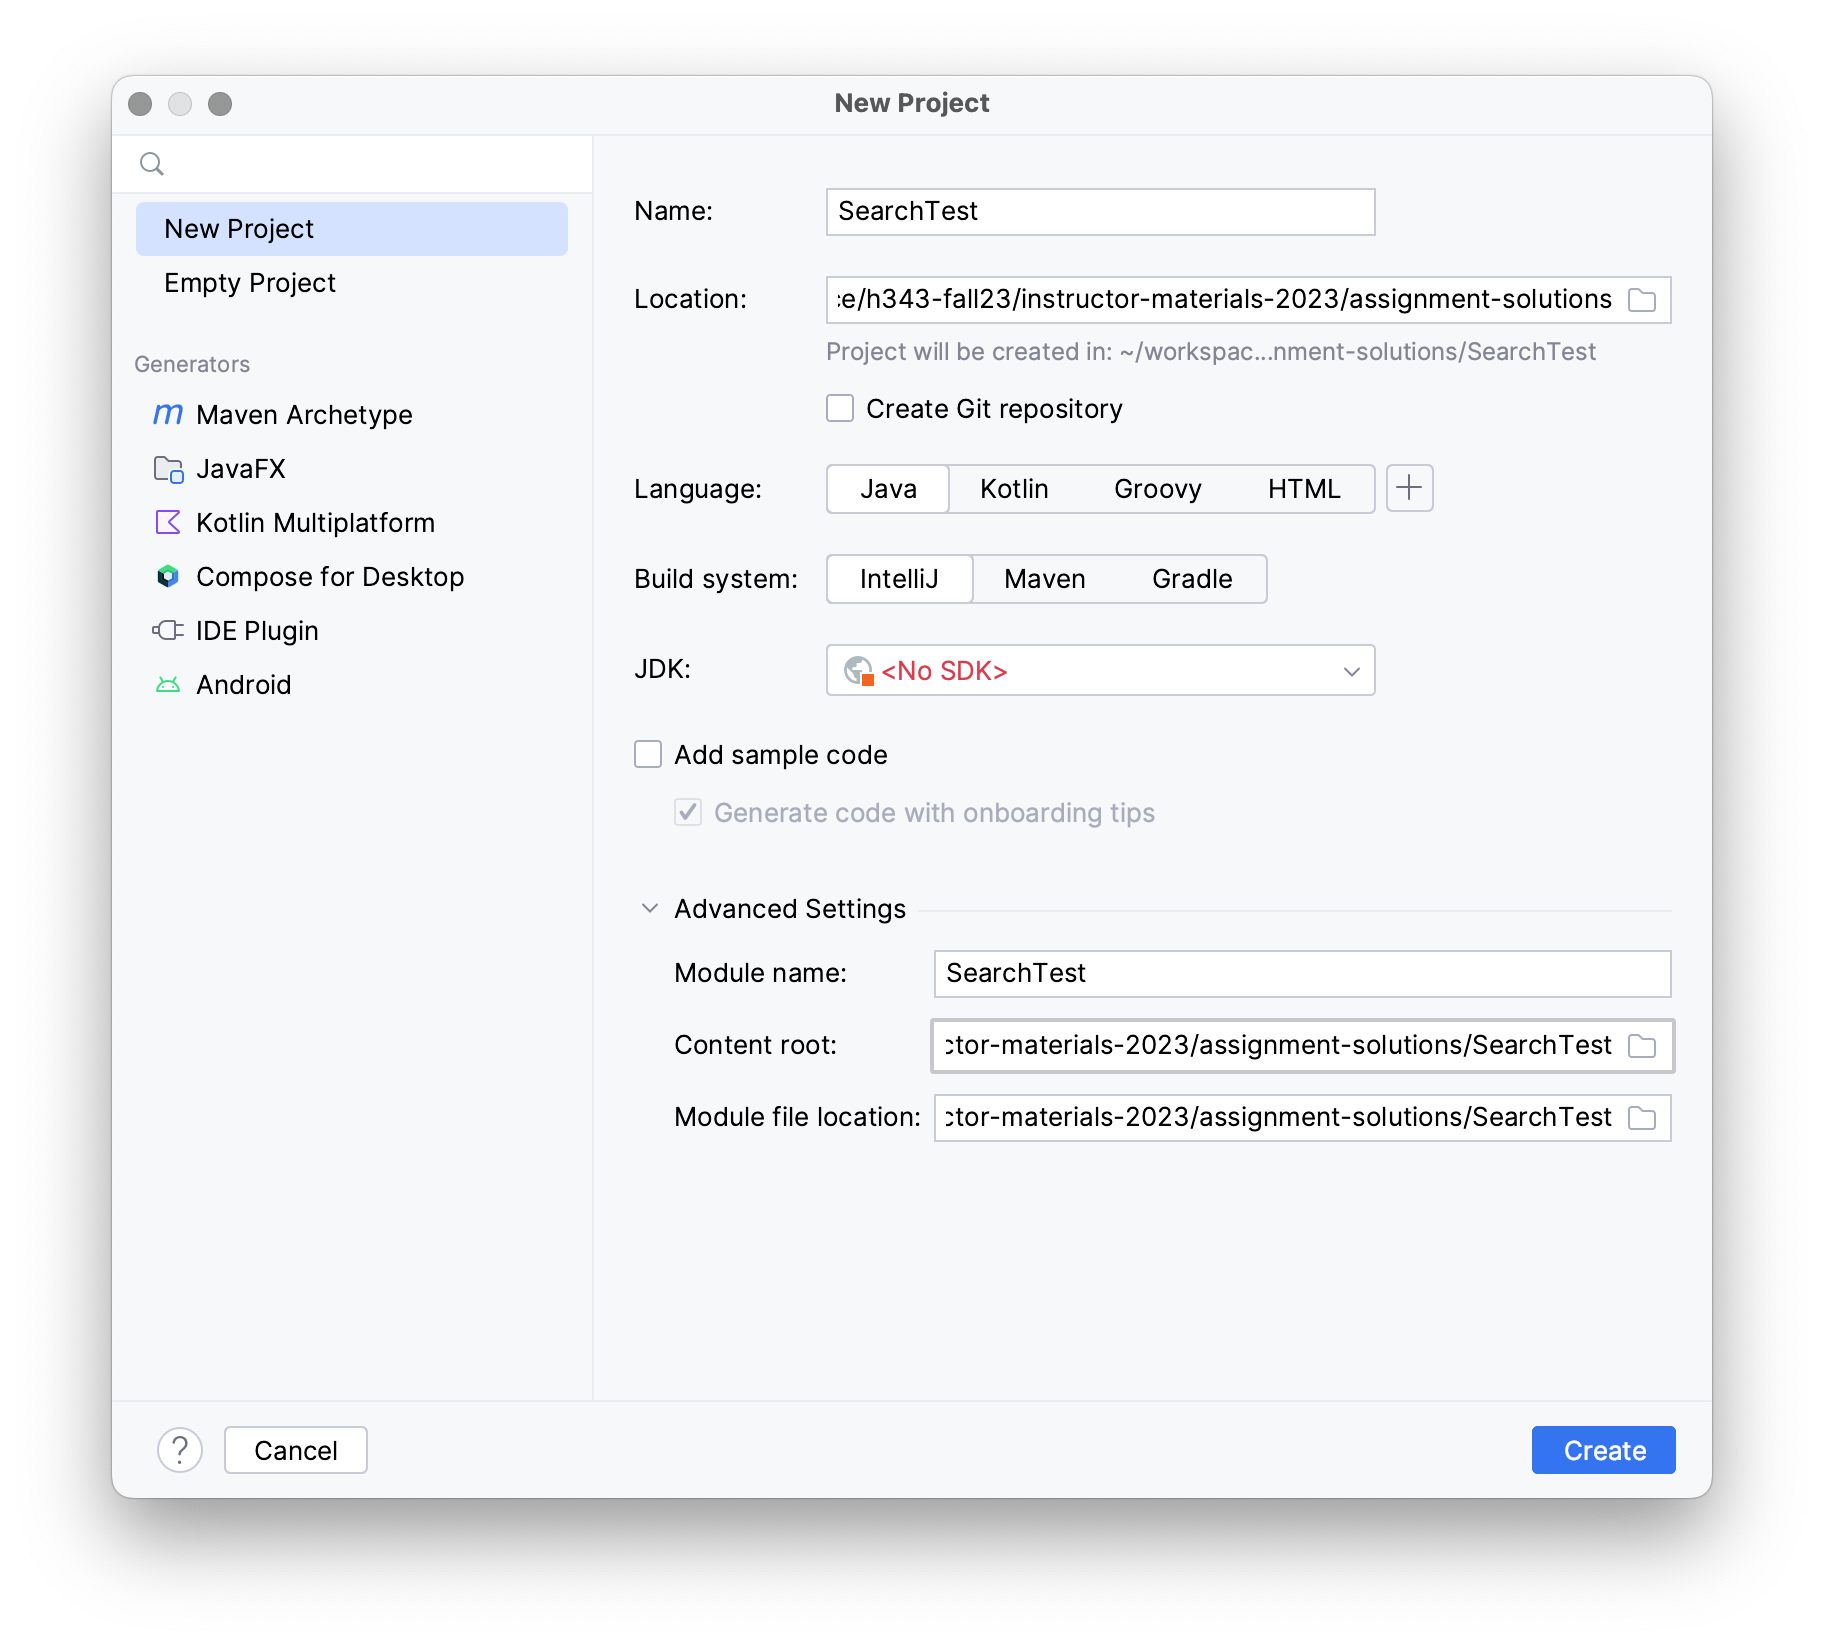 New Project
New Project
Empty Project
Generators
Maven Archetype
JavaFX
Kotlin Multiplatform
Compose for Desktop
IDE Plugin
Android
Name: SearchTest
Location: :e/h343-fall23/instructor-materials-2023/assignment-solutions
Project will be created in: ~/workspac...nment-solutions/SearchTest
Create Git repository
Language: Java Kotlin Groovy HTML
Build system: IntelliJ Maven Gradle
JDK: <No SDK>
Add sample code
Generate code with onboarding tips
Advanced Settings
Module name: SearchTest
Content root: ctor-materials-2023/assignment-solutions/SearchTest
Module file location: ctor-materials-2023/assignment-solutions/SearchTest
? Cancel Create